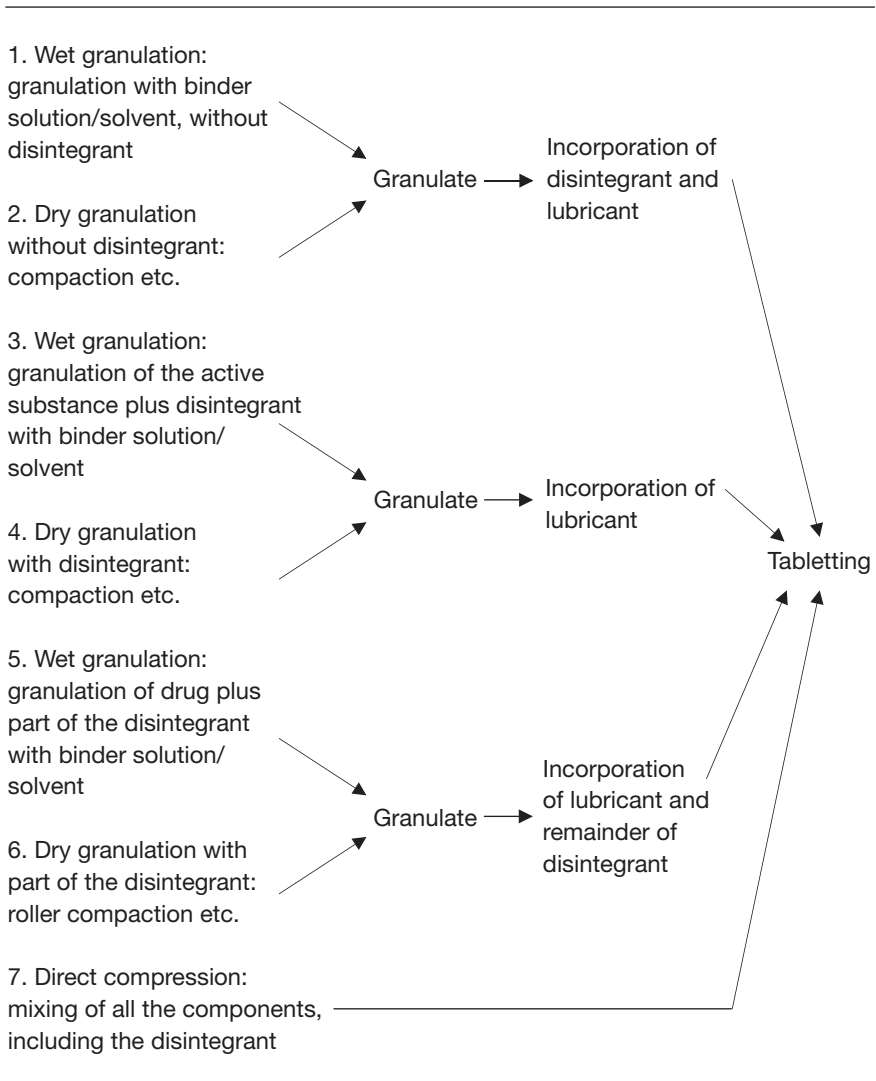 1. Wet granulation:
granulation with binder
solution/solvent, without
disintegrant
2. Dry granulation
without disintegrant:
compaction etc.
Granulate
Incorporation of
disintegrant and
lubricant
3. Wet granulation:
granulation of the active
substance plus disintegrant
with binder solution/
solvent
4. Dry granulation
with disintegrant:
compaction etc.
Granulate
Incorporation of
lubricant
5. Wet granulation:
granulation of drug plus
part of the disintegrant
with binder solution/
solvent
6. Dry granulation with
part of the disintegrant:
roller compaction etc.
Granulate
Incorporation
of lubricant and
remainder of
disintegrant
7. Direct compression:
mixing of all the components,
including the disintegrant
Tabletting